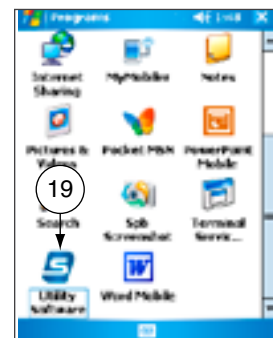 Programs
Internet Sharing
MyMobiler
Notes
Pictures & Videos
Pocket MSN
PowerPoint Mobile
19
Search
Spb Screenshot
Terminal Servic...
Utility Software
Word Mobile